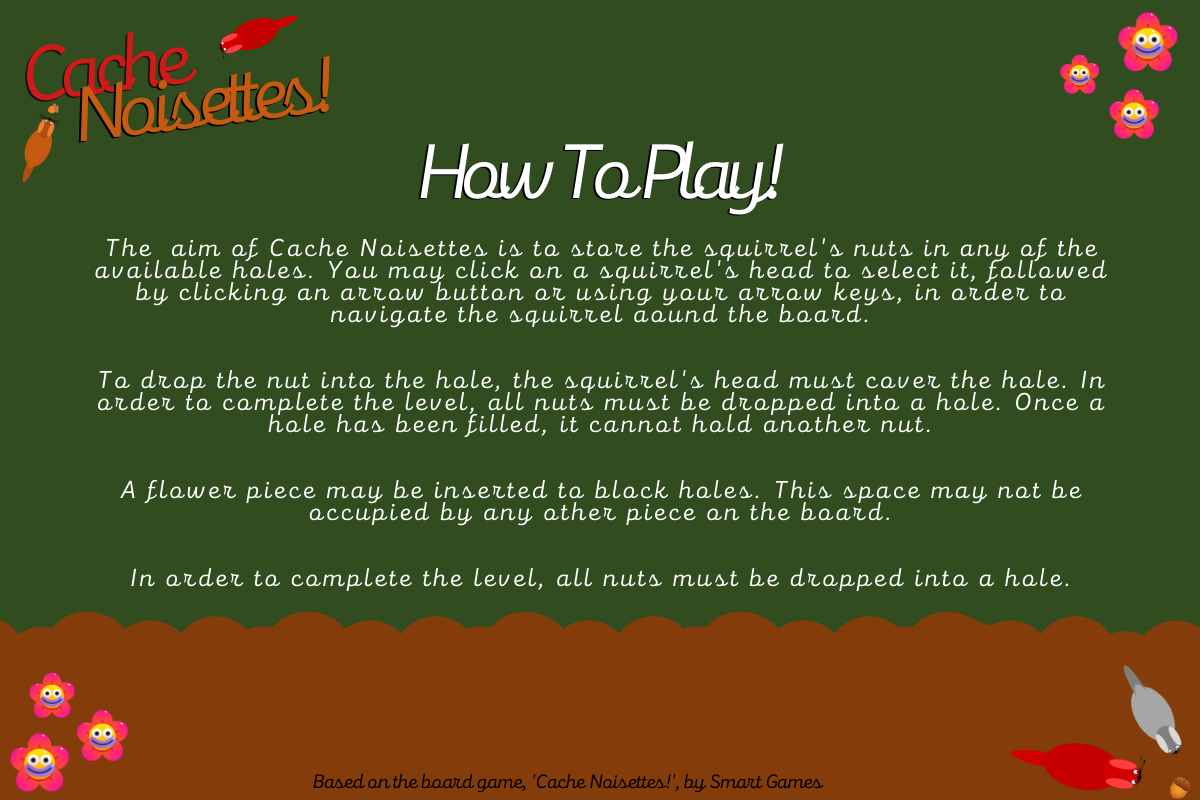 Cache
Noisettes!
How To Play!
The aim of Cache Noisettes is to store the squirrel's nuts in any of the
available holes. You may click on a squirrel's head to select it, followed
by clicking an arrow button or using your arrow keys, in order to
navigate the squirrel aound the board.
To drop the nut into the hole, the squirrel's head must cover the hole. In
order to complete the level, all nuts must be dropped into a hole. Once a
hole has been filled, it cannot hold another nut.
A flower piece may be inserted to block holes. This space may not be
occupied by any other piece on the board.
In order to complete the level, all nuts must be dropped into a hole.
Based on the board game, 'Cache Noisettes!', by Smart Games